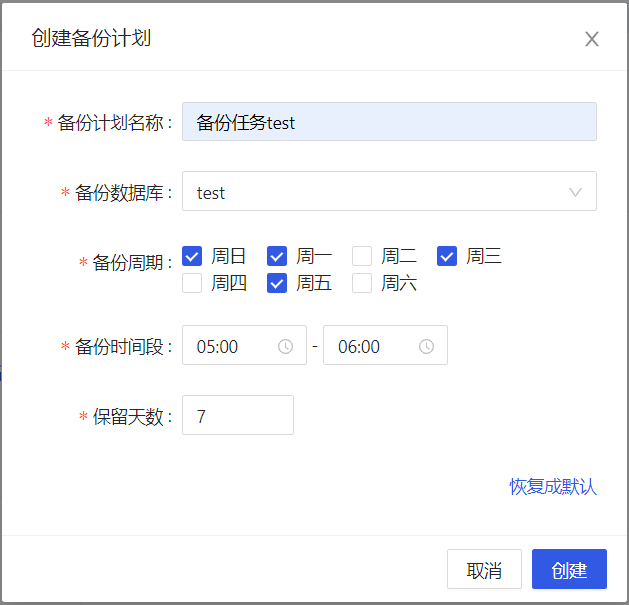 创建备份计划
* 备份计划名称 : 备份任务test
* 备份数据库 : test
* 备份周期 : 周日 周一 周二 周三
周四 周五 周六
* 备份时间段 : 05:00 - 06:00
* 保留天数 : 7
恢复成默认
取消 创建